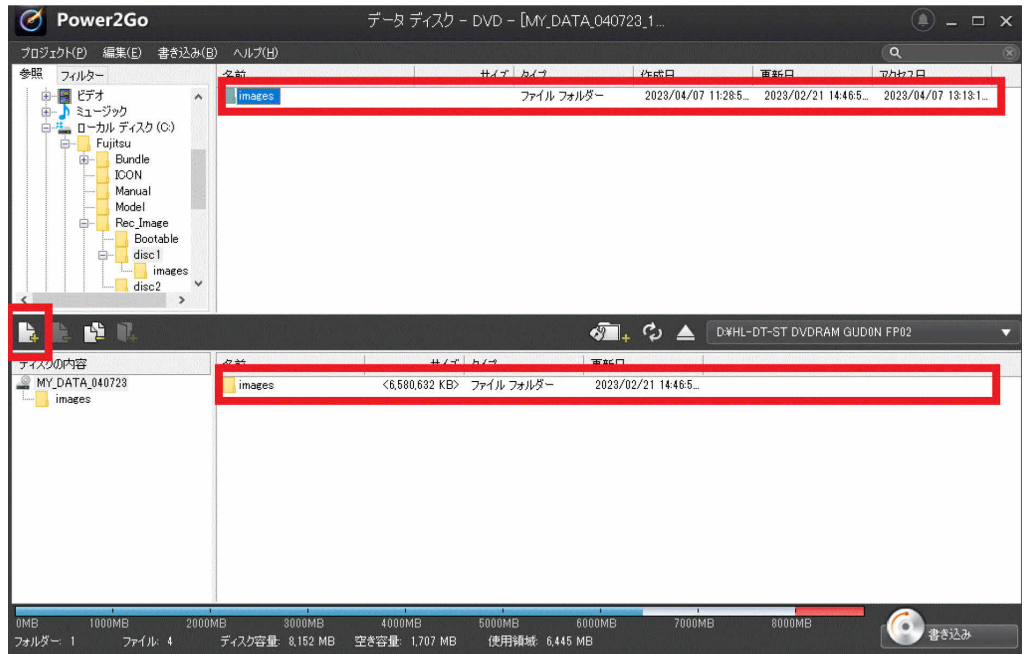 Power2Go
データ ディスク - DVD - [MY_DATA_040723_1...
プロジェクト(P) 編集(E) 書き込み(B) ヘルプ(H)
参照 フィルター
名前 サイズ タイプ 作成日 更新日 アクセス日
images ファイル フォルダー 2023/04/07 11:28:5... 2023/02/21 14:46:5... 2023/04/07 13:13:1...
ビデオ
ミュージック
ローカル ディスク (C:)
Fujitsu
Bundle
ICON
Manual
Model
Rec_Image
Bootable
disc1
images
disc2
D:¥HL-DT-ST DVDRAM GUD0N FP02
ディスクの内容
名前 サイズ タイプ 更新日
MY_DATA_040723
images
images <6,580,632 KB> ファイル フォルダー 2023/02/21 14:46:5...
0MB 1000MB 2000MB 3000MB 4000MB 5000MB 6000MB 7000MB 8000MB
フォルダー: 1 ファイル: 4 ディスク容量: 8,152 MB 空き容量: 1,707 MB 使用領域: 6,445 MB
書き込み